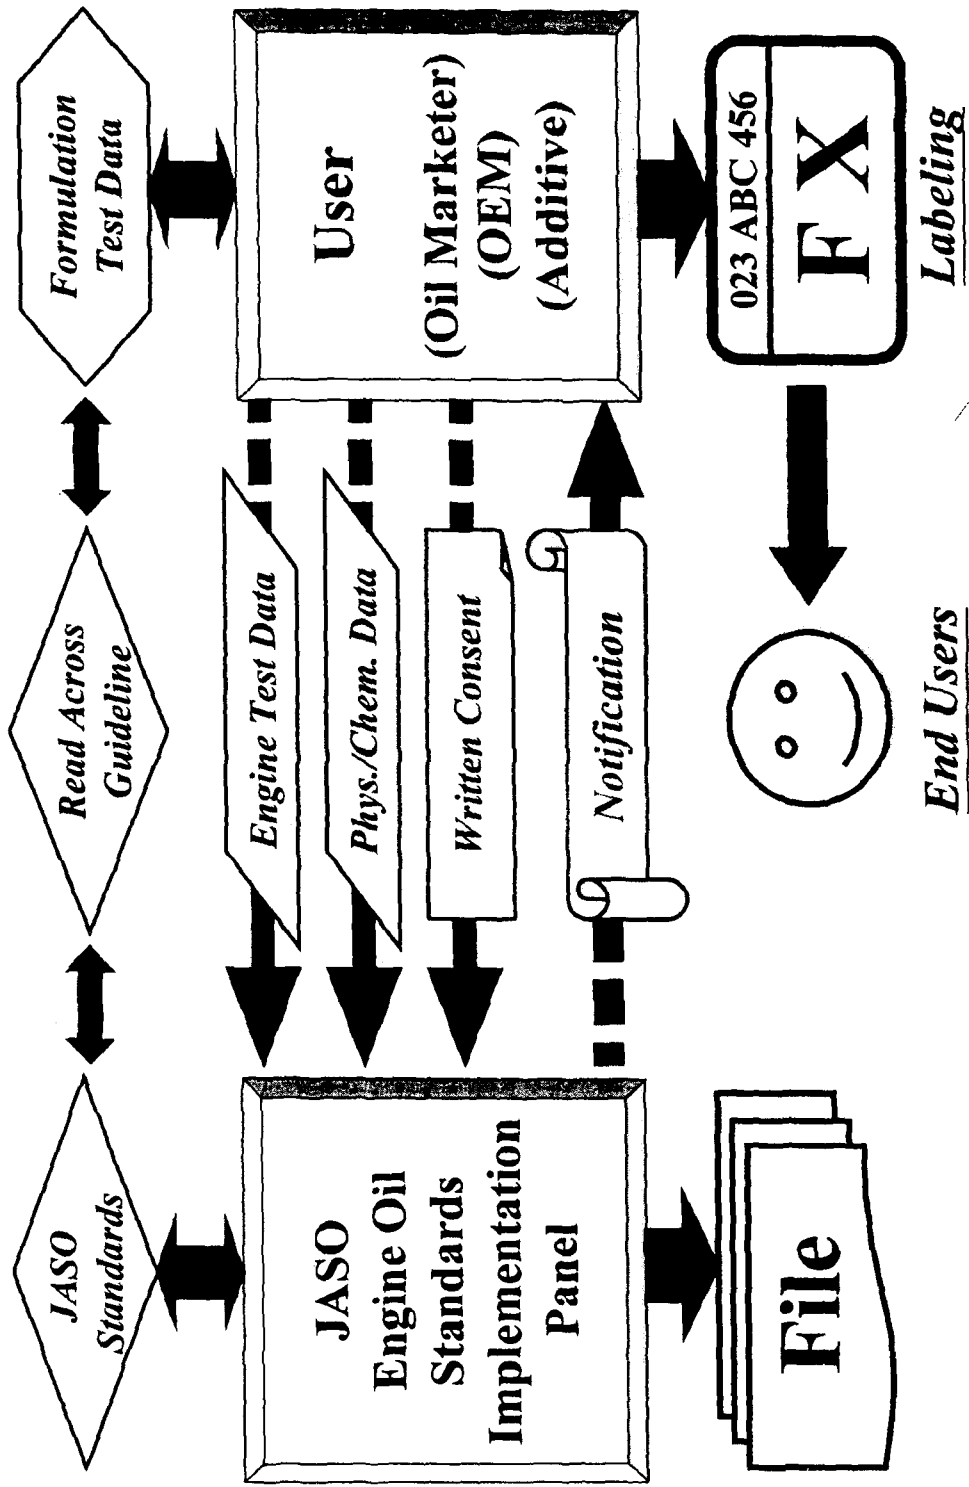 JASO
Standards
Read Across
Guideline
Formulation
Test Data
JASO
Engine Oil
Standards
Implementation
Panel
Engine Test Data
Phys./Chem. Data
Written Consent
Notification
User
(Oil Marketer)
(OEM)
(Additive)
File
End Users
023 ABC 456
F X
Labeling